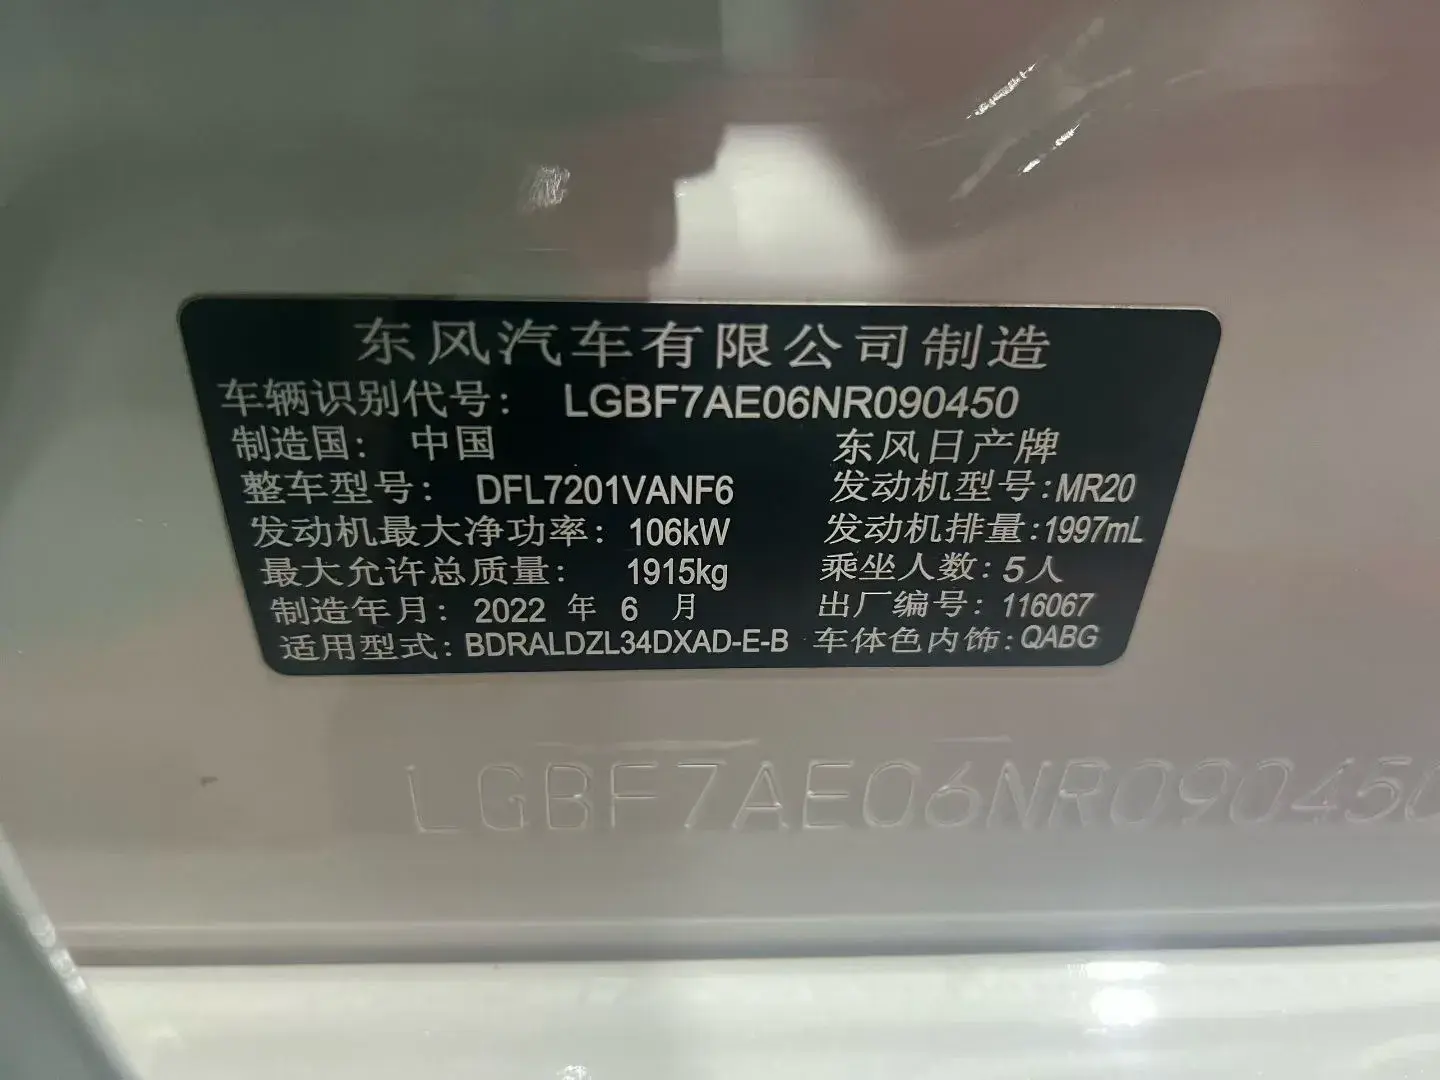 东风汽车有限公司制造
车辆识别代号: LGBF7AE06NR090450
制造国: 中国 东风日产牌
整车型号: DFL7201VANF6 发动机型号:MR20
发动机最大净功率: 106kW 发动机排量:1997mL
最大允许总质量: 1915kg 乘坐人数:5人
制造年月: 2022 年 6 月 出厂编号: 116067
适用型式: BDRALDZL34DXAD-E-B 车体色内饰:QABG
LGBF7AE06NR090450